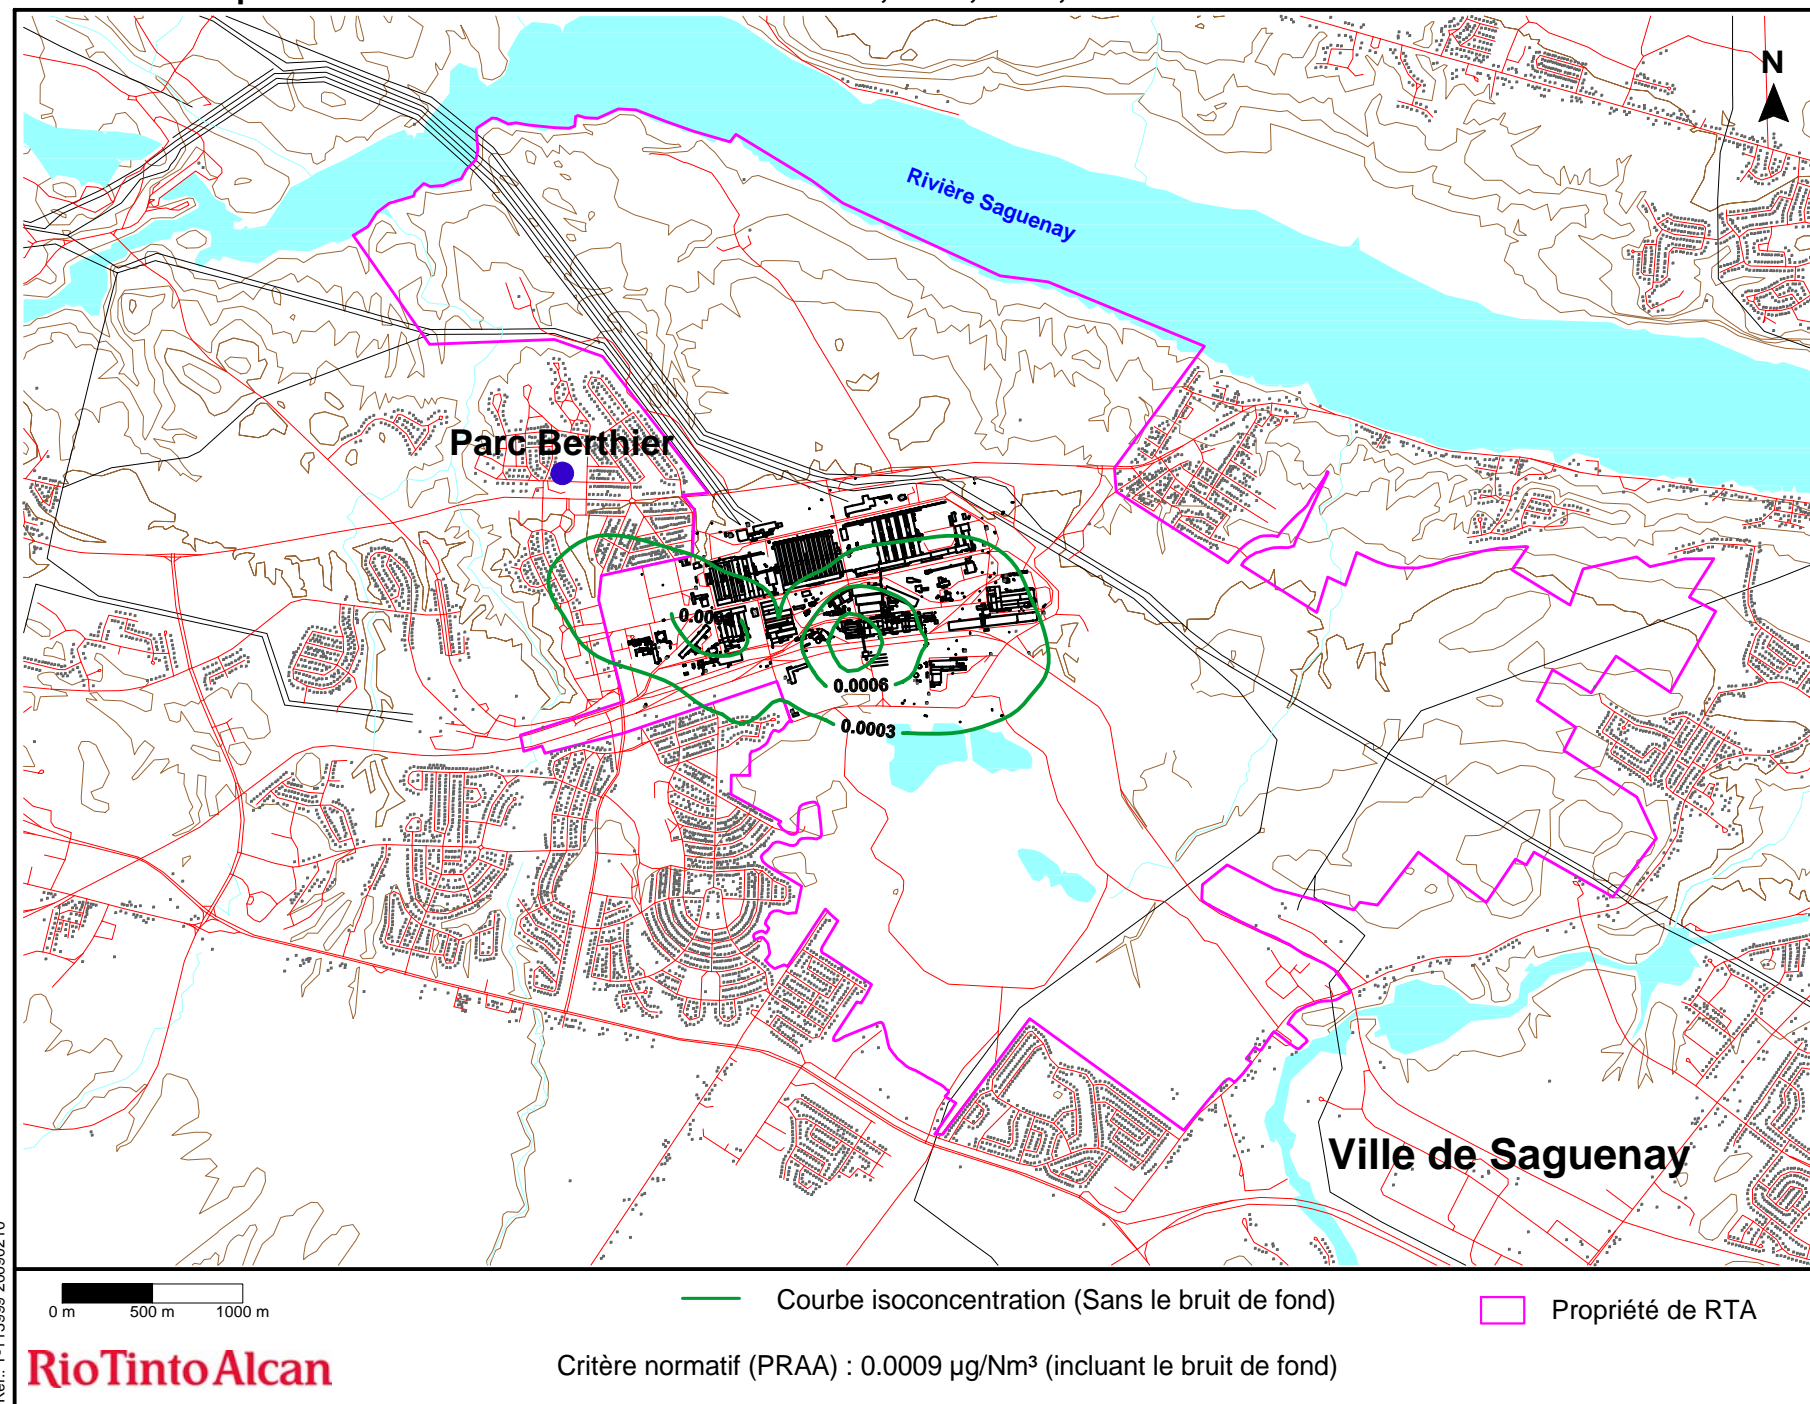 N
Rivière Saguenay
Parc Berthier
0.0006
0.0003
Ville de Saguenay
0 m 500 m 1000 m
Courbe isoconcentration (Sans le bruit de fond)
Propriété de RTA
RioTintoAlcan
Critère normatif (PRAA) : 0.0009 µg/Nm³ (incluant le bruit de fond)